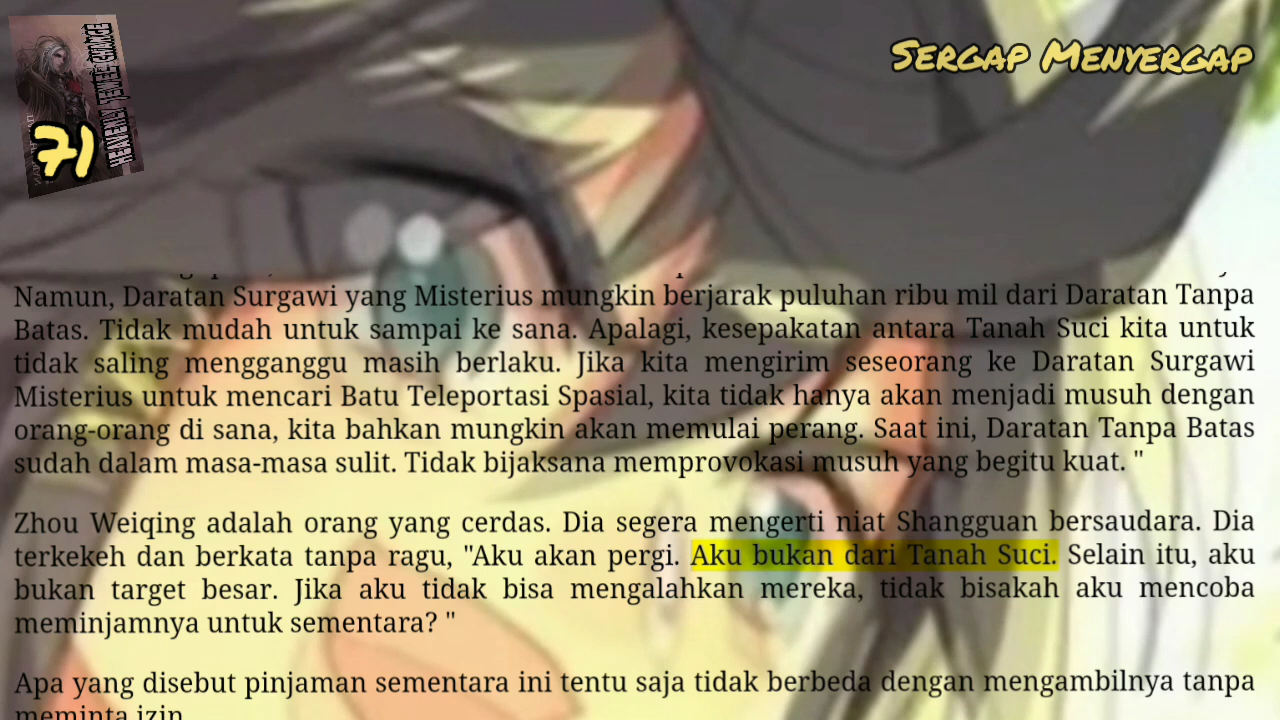 HEAVENLY JEWEL CHANGE
71
Sergap Menyergap
Namun, Daratan Surgawi yang Misterius mungkin berjarak puluhan ribu mil dari Daratan Tanpa
Batas. Tidak mudah untuk sampai ke sana. Apalagi, kesepakatan antara Tanah Suci kita untuk
tidak saling mengganggu masih berlaku. Jika kita mengirim seseorang ke Daratan Surgawi
Misterius untuk mencari Batu Teleportasi Spasial, kita tidak hanya akan menjadi musuh dengan
orang-orang di sana, kita bahkan mungkin akan memulai perang. Saat ini, Daratan Tanpa Batas
sudah dalam masa-masa sulit. Tidak bijaksana memprovokasi musuh yang begitu kuat. "
Zhou Weiqing adalah orang yang cerdas. Dia segera mengerti niat Shangguan bersaudara. Dia
terkekeh dan berkata tanpa ragu, "Aku akan pergi. Aku bukan dari Tanah Suci. Selain itu, aku
bukan target besar. Jika aku tidak bisa mengalahkan mereka, tidak bisakah aku mencoba
meminjamnya untuk sementara? "
Apa yang disebut pinjaman sementara ini tentu saja tidak berbeda dengan mengambilnya tanpa
meminta izin.